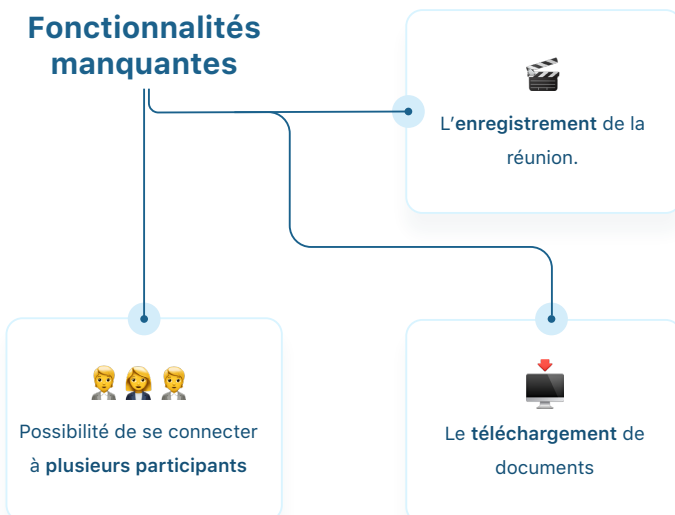 Fonctionnalités
manquantes
L'enregistrement de la
réunion.
Possibilité de se connecter
à plusieurs participants
Le téléchargement de
documents